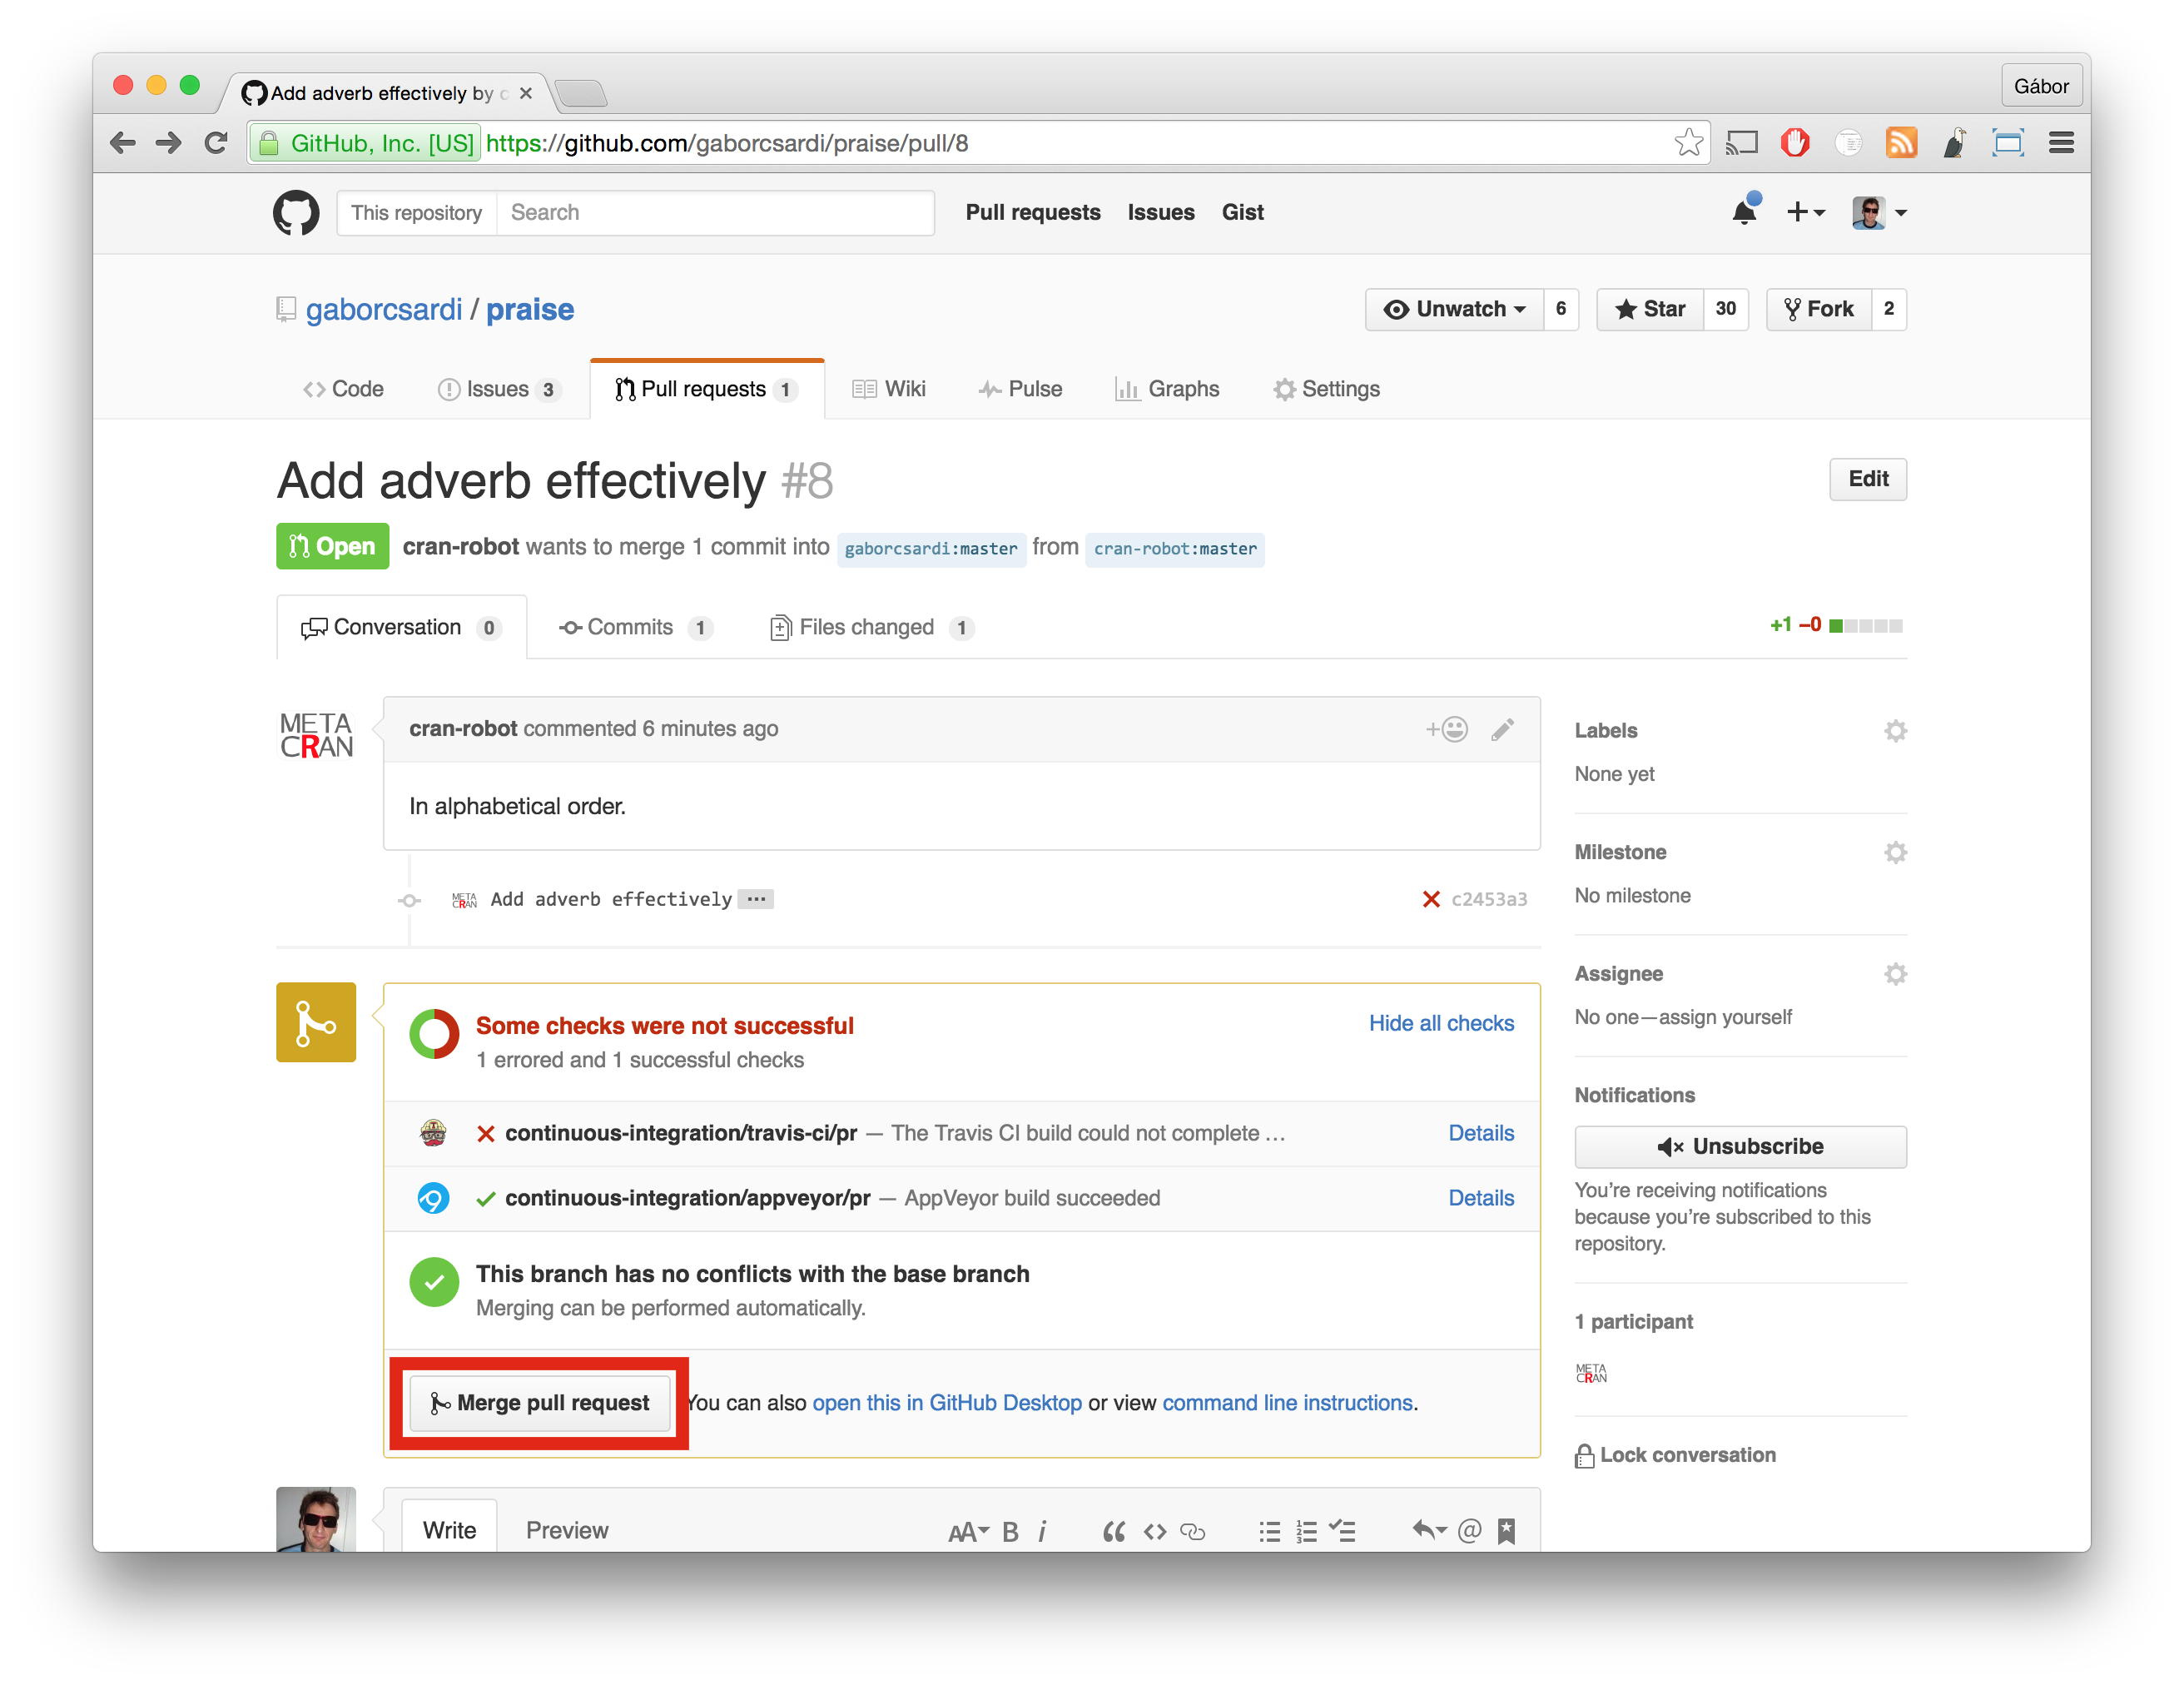 Add adverb effectively by c
Gábor
GitHub, Inc. [US] https://github.com/gaborcsardi/praise/pull/8
This repository Search Pull requests Issues Gist
gaborcsardi / praise Unwatch 6 Star 30 Fork 2
Code Issues 3 Pull requests 1 Wiki Pulse Graphs Settings
Add adverb effectively #8 Edit
Open cran-robot wants to merge 1 commit into gaborcsardi:master from cran-robot:master
Conversation 0 Commits 1 Files changed 1 +1 −0
META
CRAN
cran-robot commented 6 minutes ago
In alphabetical order.
META
CRAN
Add adverb effectively ... c2453a3
Some checks were not successful Hide all checks
1 errored and 1 successful checks
continuous-integration/travis-ci/pr — The Travis CI build could not complete … Details
continuous-integration/appveyor/pr — AppVeyor build succeeded Details
This branch has no conflicts with the base branch
Merging can be performed automatically.
Merge pull request You can also open this in GitHub Desktop or view command line instructions.
Write Preview AA B i
Labels
None yet
Milestone
No milestone
Assignee
No one—assign yourself
Notifications
Unsubscribe
You’re receiving notifications
because you’re subscribed to this
repository.
1 participant
META
CRAN
Lock conversation